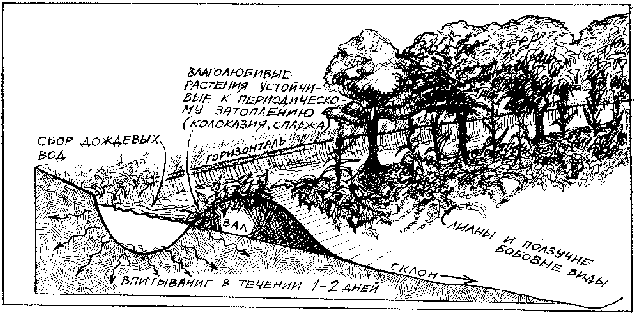 ВЛАГОЛЮБИВЫЕ
РАСТЕНИЯ УСТОЙЧИ-
ВЫЕ К ПЕРИОДИЧЕСКО-
МУ ЗАТОПЛЕНИЮ
(КОЛОКАЗИЯ, СПАРЖА)
СБОР ДОЖДЕВЫХ
ВОД
ГОРИЗОНТАЛЬ
ВАЛ
ЛИАНЫ И ПОЛЗУЧИЕ
БОБОВЫЕ ВИДЫ
СКЛОН
ВПИТЫВАНИЕ В ТЕЧЕНИИ 1-2 ДНЕЙ